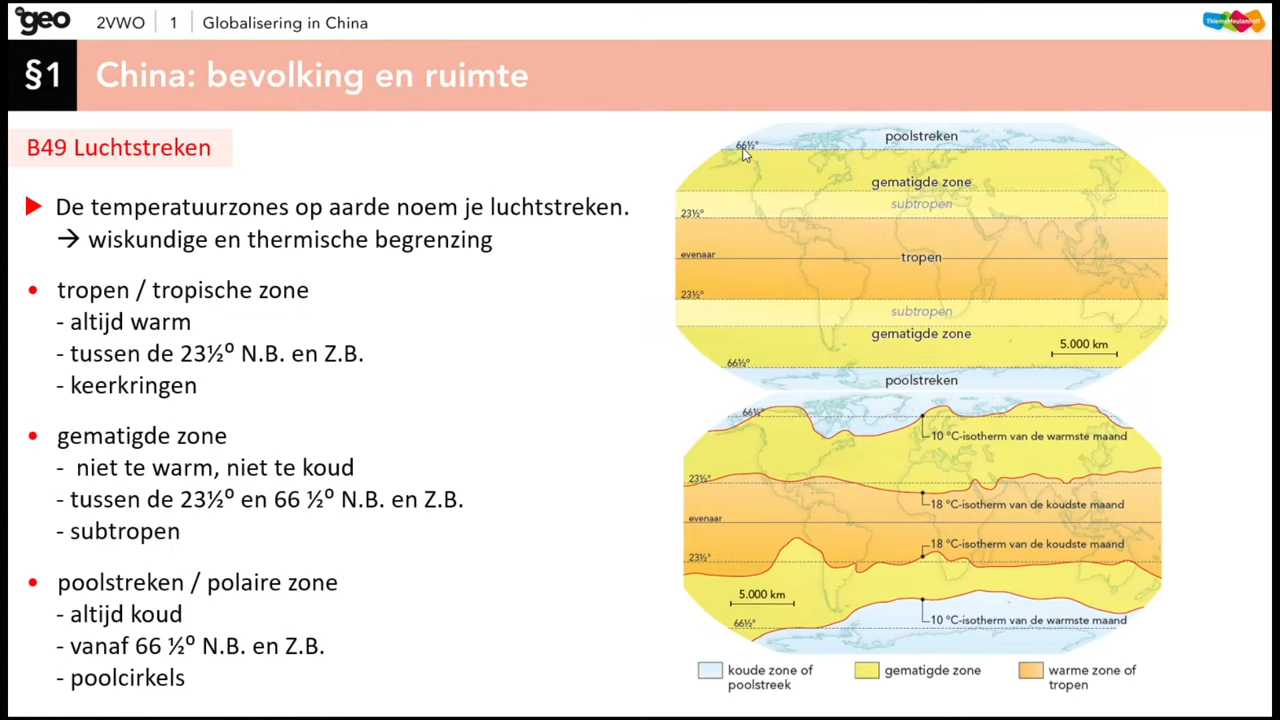 de geo 2VWO 1 Globalisering in China
ThiemeMeulenhoff
§1 China: bevolking en ruimte
B49 Luchtstreken
De temperatuurzones op aarde noem je luchtstreken.
→ wiskundige en thermische begrenzing
• tropen / tropische zone
- altijd warm
- tussen de 23½⁰ N.B. en Z.B.
- keerkringen
• gematigde zone
- niet te warm, niet te koud
- tussen de 23½⁰ en 66 ½⁰ N.B. en Z.B.
- subtropen
• poolstreken / polaire zone
- altijd koud
- vanaf 66 ½⁰ N.B. en Z.B.
- poolcirkels
poolstreken
66½°
gematigde zone
subtropen
23½°
evenaar
tropen
23½°
subtropen
gematigde zone
5.000 km
66½°
poolstreken
66½°
10 °C-isotherm van de warmste maand
23½°
18 °C-isotherm van de koudste maand
evenaar
18 °C-isotherm van de koudste maand
23½°
5.000 km
10 °C-isotherm van de warmste maand
66½°
koude zone of
poolstreek
gematigde zone
warme zone of
tropen